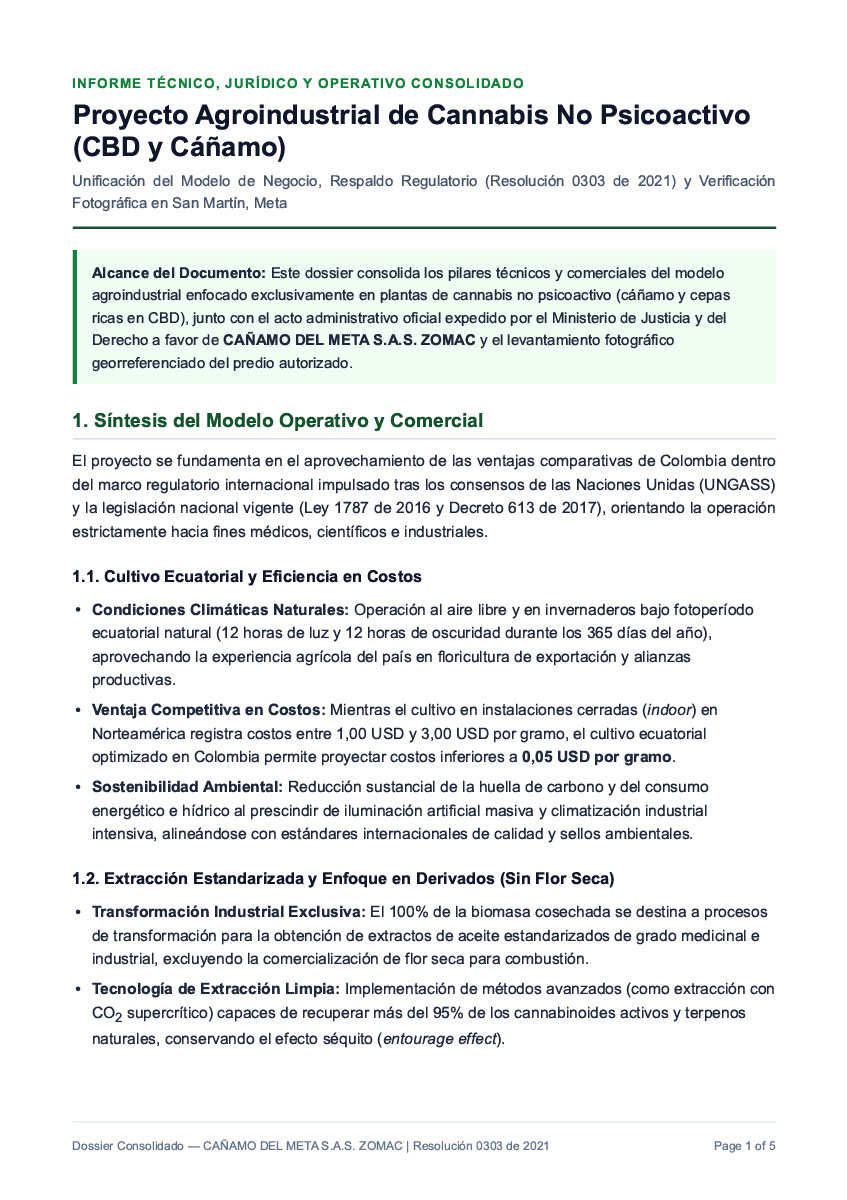 INFORME TÉCNICO, JURÍDICO Y OPERATIVO CONSOLIDADO
Proyecto Agroindustrial de Cannabis No Psicoactivo
(CBD y Cáñamo)
Unificación del Modelo de Negocio, Respaldo Regulatorio (Resolución 0303 de 2021) y Verificación
Fotográfica en San Martín, Meta
Alcance del Documento: Este dossier consolida los pilares técnicos y comerciales del modelo
agroindustrial enfocado exclusivamente en plantas de cannabis no psicoactivo (cáñamo y cepas
ricas en CBD), junto con el acto administrativo oficial expedido por el Ministerio de Justicia y del
Derecho a favor de CAÑAMO DEL META S.A.S. ZOMAC y el levantamiento fotográfico
georreferenciado del predio autorizado.
1. Síntesis del Modelo Operativo y Comercial
El proyecto se fundamenta en el aprovechamiento de las ventajas comparativas de Colombia dentro
del marco regulatorio internacional impulsado tras los consensos de las Naciones Unidas (UNGASS)
y la legislación nacional vigente (Ley 1787 de 2016 y Decreto 613 de 2017), orientando la operación
estrictamente hacia fines médicos, científicos e industriales.
1.1. Cultivo Ecuatorial y Eficiencia en Costos
• Condiciones Climáticas Naturales: Operación al aire libre y en invernaderos bajo fotoperíodo
ecuatorial natural (12 horas de luz y 12 horas de oscuridad durante los 365 días del año),
aprovechando la experiencia agrícola del país en floricultura de exportación y alianzas
productivas.
• Ventaja Competitiva en Costos: Mientras el cultivo en instalaciones cerradas (indoor) en
Norteamérica registra costos entre 1,00 USD y 3,00 USD por gramo, el cultivo ecuatorial
optimizado en Colombia permite proyectar costos inferiores a 0,05 USD por gramo.
• Sostenibilidad Ambiental: Reducción sustancial de la huella de carbono y del consumo
energético e hídrico al prescindir de iluminación artificial masiva y climatización industrial
intensiva, alineándose con estándares internacionales de calidad y sellos ambientales.
1.2. Extracción Estandarizada y Enfoque en Derivados (Sin Flor Seca)
• Transformación Industrial Exclusiva: El 100% de la biomasa cosechada se destina a procesos
de transformación para la obtención de extractos de aceite estandarizados de grado medicinal e
industrial, excluyendo la comercialización de flor seca para combustión.
• Tecnología de Extracción Limpia: Implementación de métodos avanzados (como extracción con
CO2 supercrítico) capaces de recuperar más del 95% de los cannabinoides activos y terpenos
naturales, conservando el efecto séquito (entourage effect).
Dossier Consolidado — CAÑAMO DEL META S.A.S. ZOMAC | Resolución 0303 de 2021
Page 1 of 5